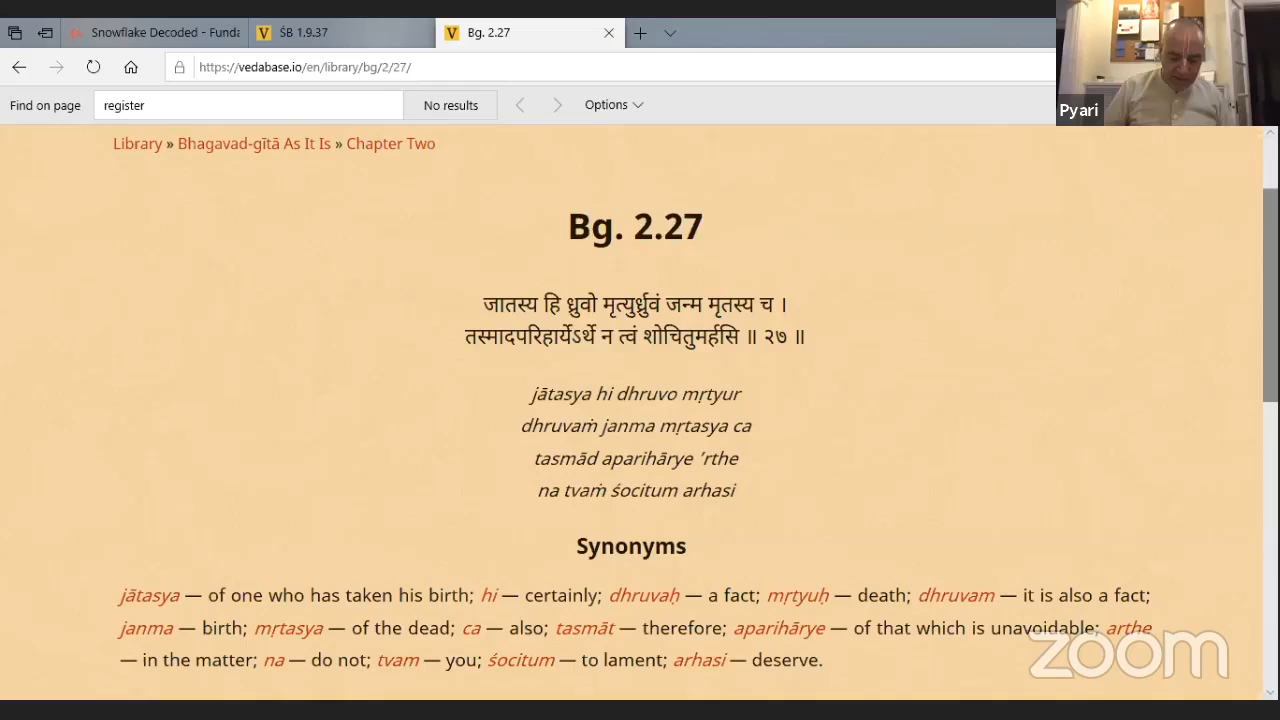 Snowflake Decoded - Funda
ŚB 1.9.37
Bg. 2.27
https://vedabase.io/en/library/bg/2/27/
Find on page
register
No results
Options
Pyari
Library » Bhagavad-gītā As It Is » Chapter Two
Bg. 2.27
जातस्य हि ध्रुवो मृत्युर्ध्रुवं जन्म मृतस्य च ।
तस्मादपरिहार्येऽर्थे न त्वं शोचितुमर्हसि ॥ २७ ॥
jātasya hi dhruvo mṛtyur
dhruvaṁ janma mṛtasya ca
tasmād aparihārye ’rthe
na tvaṁ śocitum arhasi
Synonyms
jātasya — of one who has taken his birth; hi — certainly; dhruvaḥ — a fact; mṛtyuḥ — death; dhruvam — it is also a fact;
janma — birth; mṛtasya — of the dead; ca — also; tasmāt — therefore; aparihārye — of that which is unavoidable; arthe
— in the matter; na — do not; tvam — you; śocitum — to lament; arhasi — deserve.
zoom